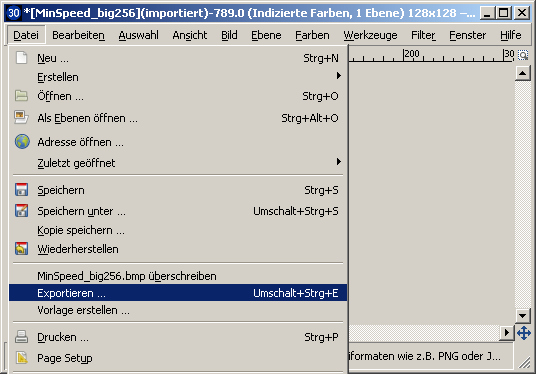 30 *[MinSpeed_big256](importiert)-789.0 (Indizierte Farben, 1 Ebene) 128x128 –...
Datei Bearbeiten Auswahl Ansicht Bild Ebene Farben Werkzeuge Filter Fenster Hilfe
Neu ... Strg+N
Erstellen
Öffnen ... Strg+O
Als Ebenen öffnen ... Strg+Alt+O
Adresse öffnen ...
Zuletzt geöffnet
Speichern Strg+S
Speichern unter ... Umschalt+Strg+S
Kopie speichern ...
Wiederherstellen
MinSpeed_big256.bmp überschreiben
Exportieren ... Umschalt+Strg+E
Vorlage erstellen ...
Drucken ... Strg+P
Page Setup
200 30
iformaten wie z.B. PNG oder J...